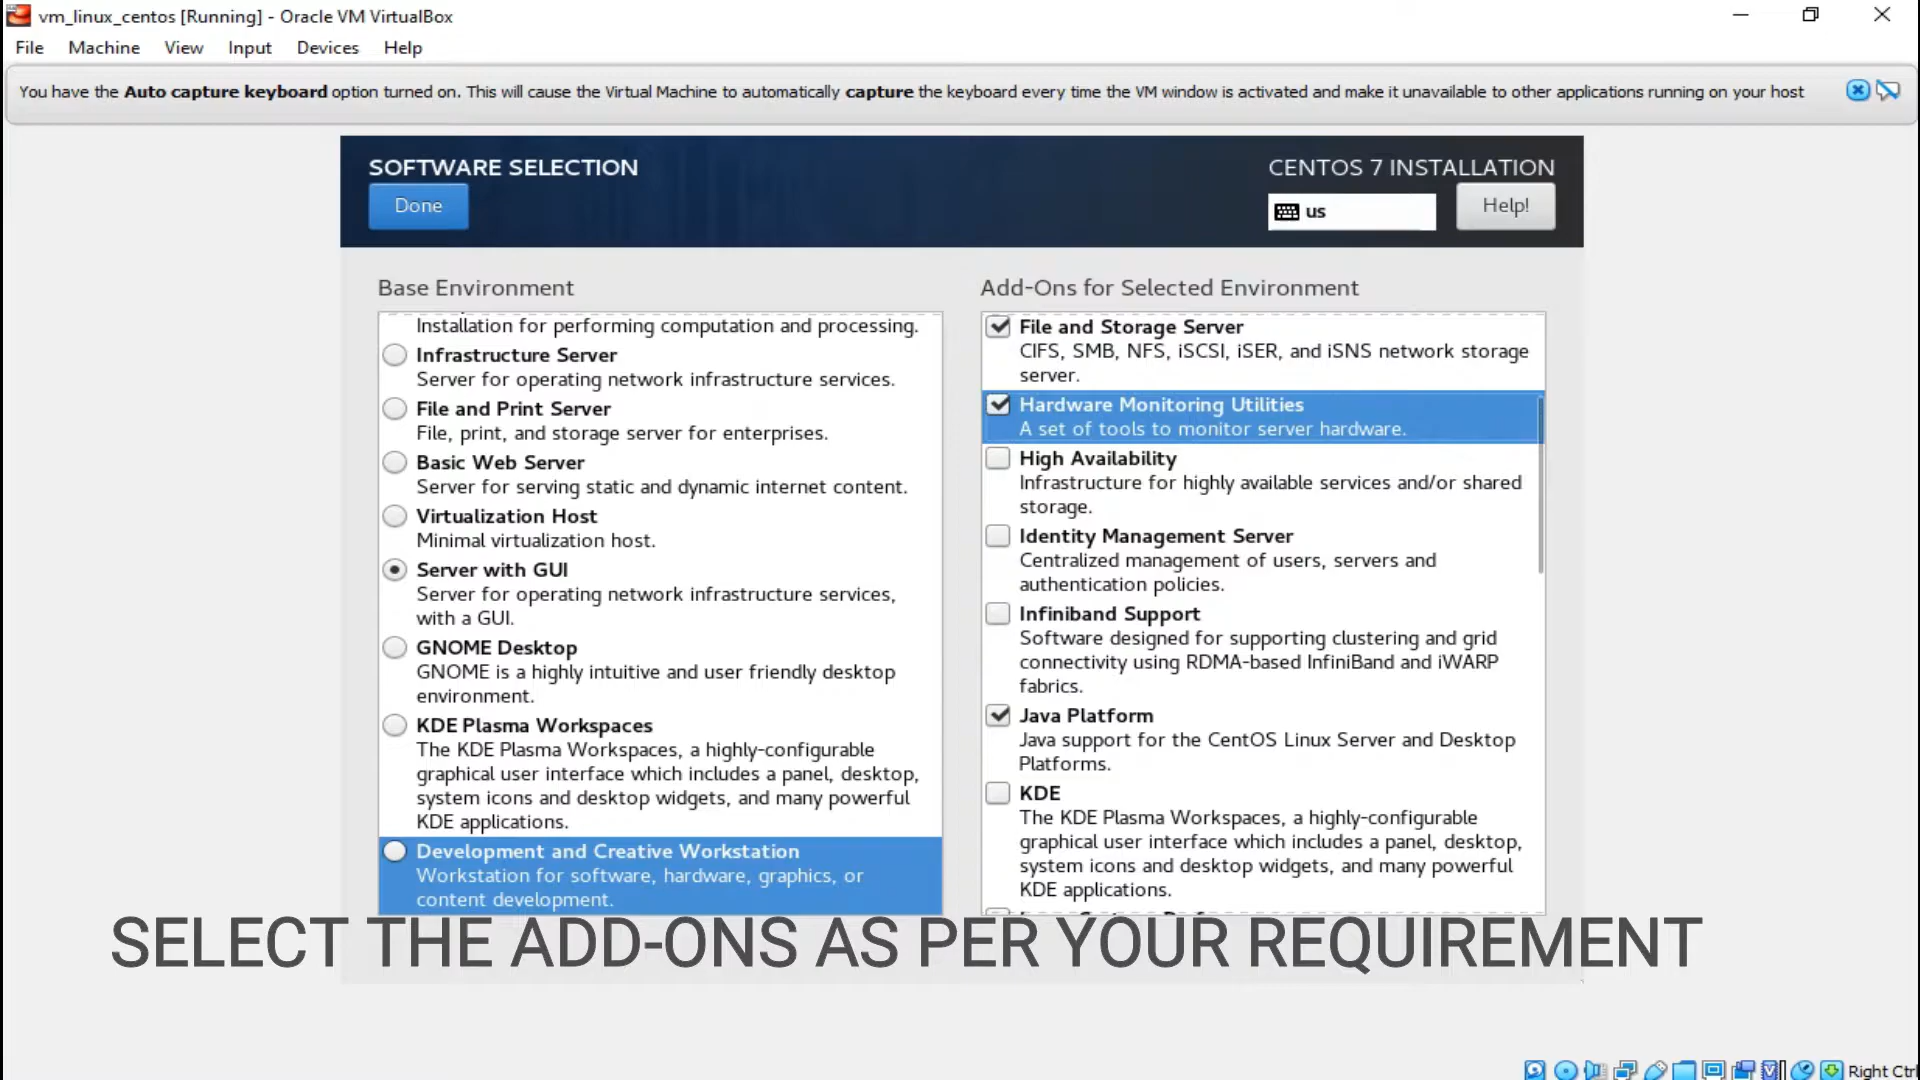 vm_linux_centos [Running] - Oracle VM VirtualBox
File Machine View Input Devices Help
You have the Auto capture keyboard option turned on. This will cause the Virtual Machine to automatically capture the keyboard every time the VM window is activated and make it unavailable to other applications running on your host
SOFTWARE SELECTION
Done
CENTOS 7 INSTALLATION
us
Help!
Base Environment
Installation for performing computation and processing.
Infrastructure Server
Server for operating network infrastructure services.
File and Print Server
File, print, and storage server for enterprises.
Basic Web Server
Server for serving static and dynamic internet content.
Virtualization Host
Minimal virtualization host.
Server with GUI
Server for operating network infrastructure services,
with a GUI.
GNOME Desktop
GNOME is a highly intuitive and user friendly desktop
environment.
KDE Plasma Workspaces
The KDE Plasma Workspaces, a highly-configurable
graphical user interface which includes a panel, desktop,
system icons and desktop widgets, and many powerful
KDE applications.
Development and Creative Workstation
Workstation for software, hardware, graphics, or
content development.
Add-Ons for Selected Environment
File and Storage Server
CIFS, SMB, NFS, iSCSI, iSER, and iSNS network storage
server.
Hardware Monitoring Utilities
A set of tools to monitor server hardware.
High Availability
Infrastructure for highly available services and/or shared
storage.
Identity Management Server
Centralized management of users, servers and
authentication policies.
Infiniband Support
Software designed for supporting clustering and grid
connectivity using RDMA-based InfiniBand and iWARP
fabrics.
Java Platform
Java support for the CentOS Linux Server and Desktop
Platforms.
KDE
The KDE Plasma Workspaces, a highly-configurable
graphical user interface which includes a panel, desktop,
system icons and desktop widgets, and many powerful
KDE applications.
SELECT THE ADD-ONS AS PER YOUR REQUIREMENT
Right Ctrl